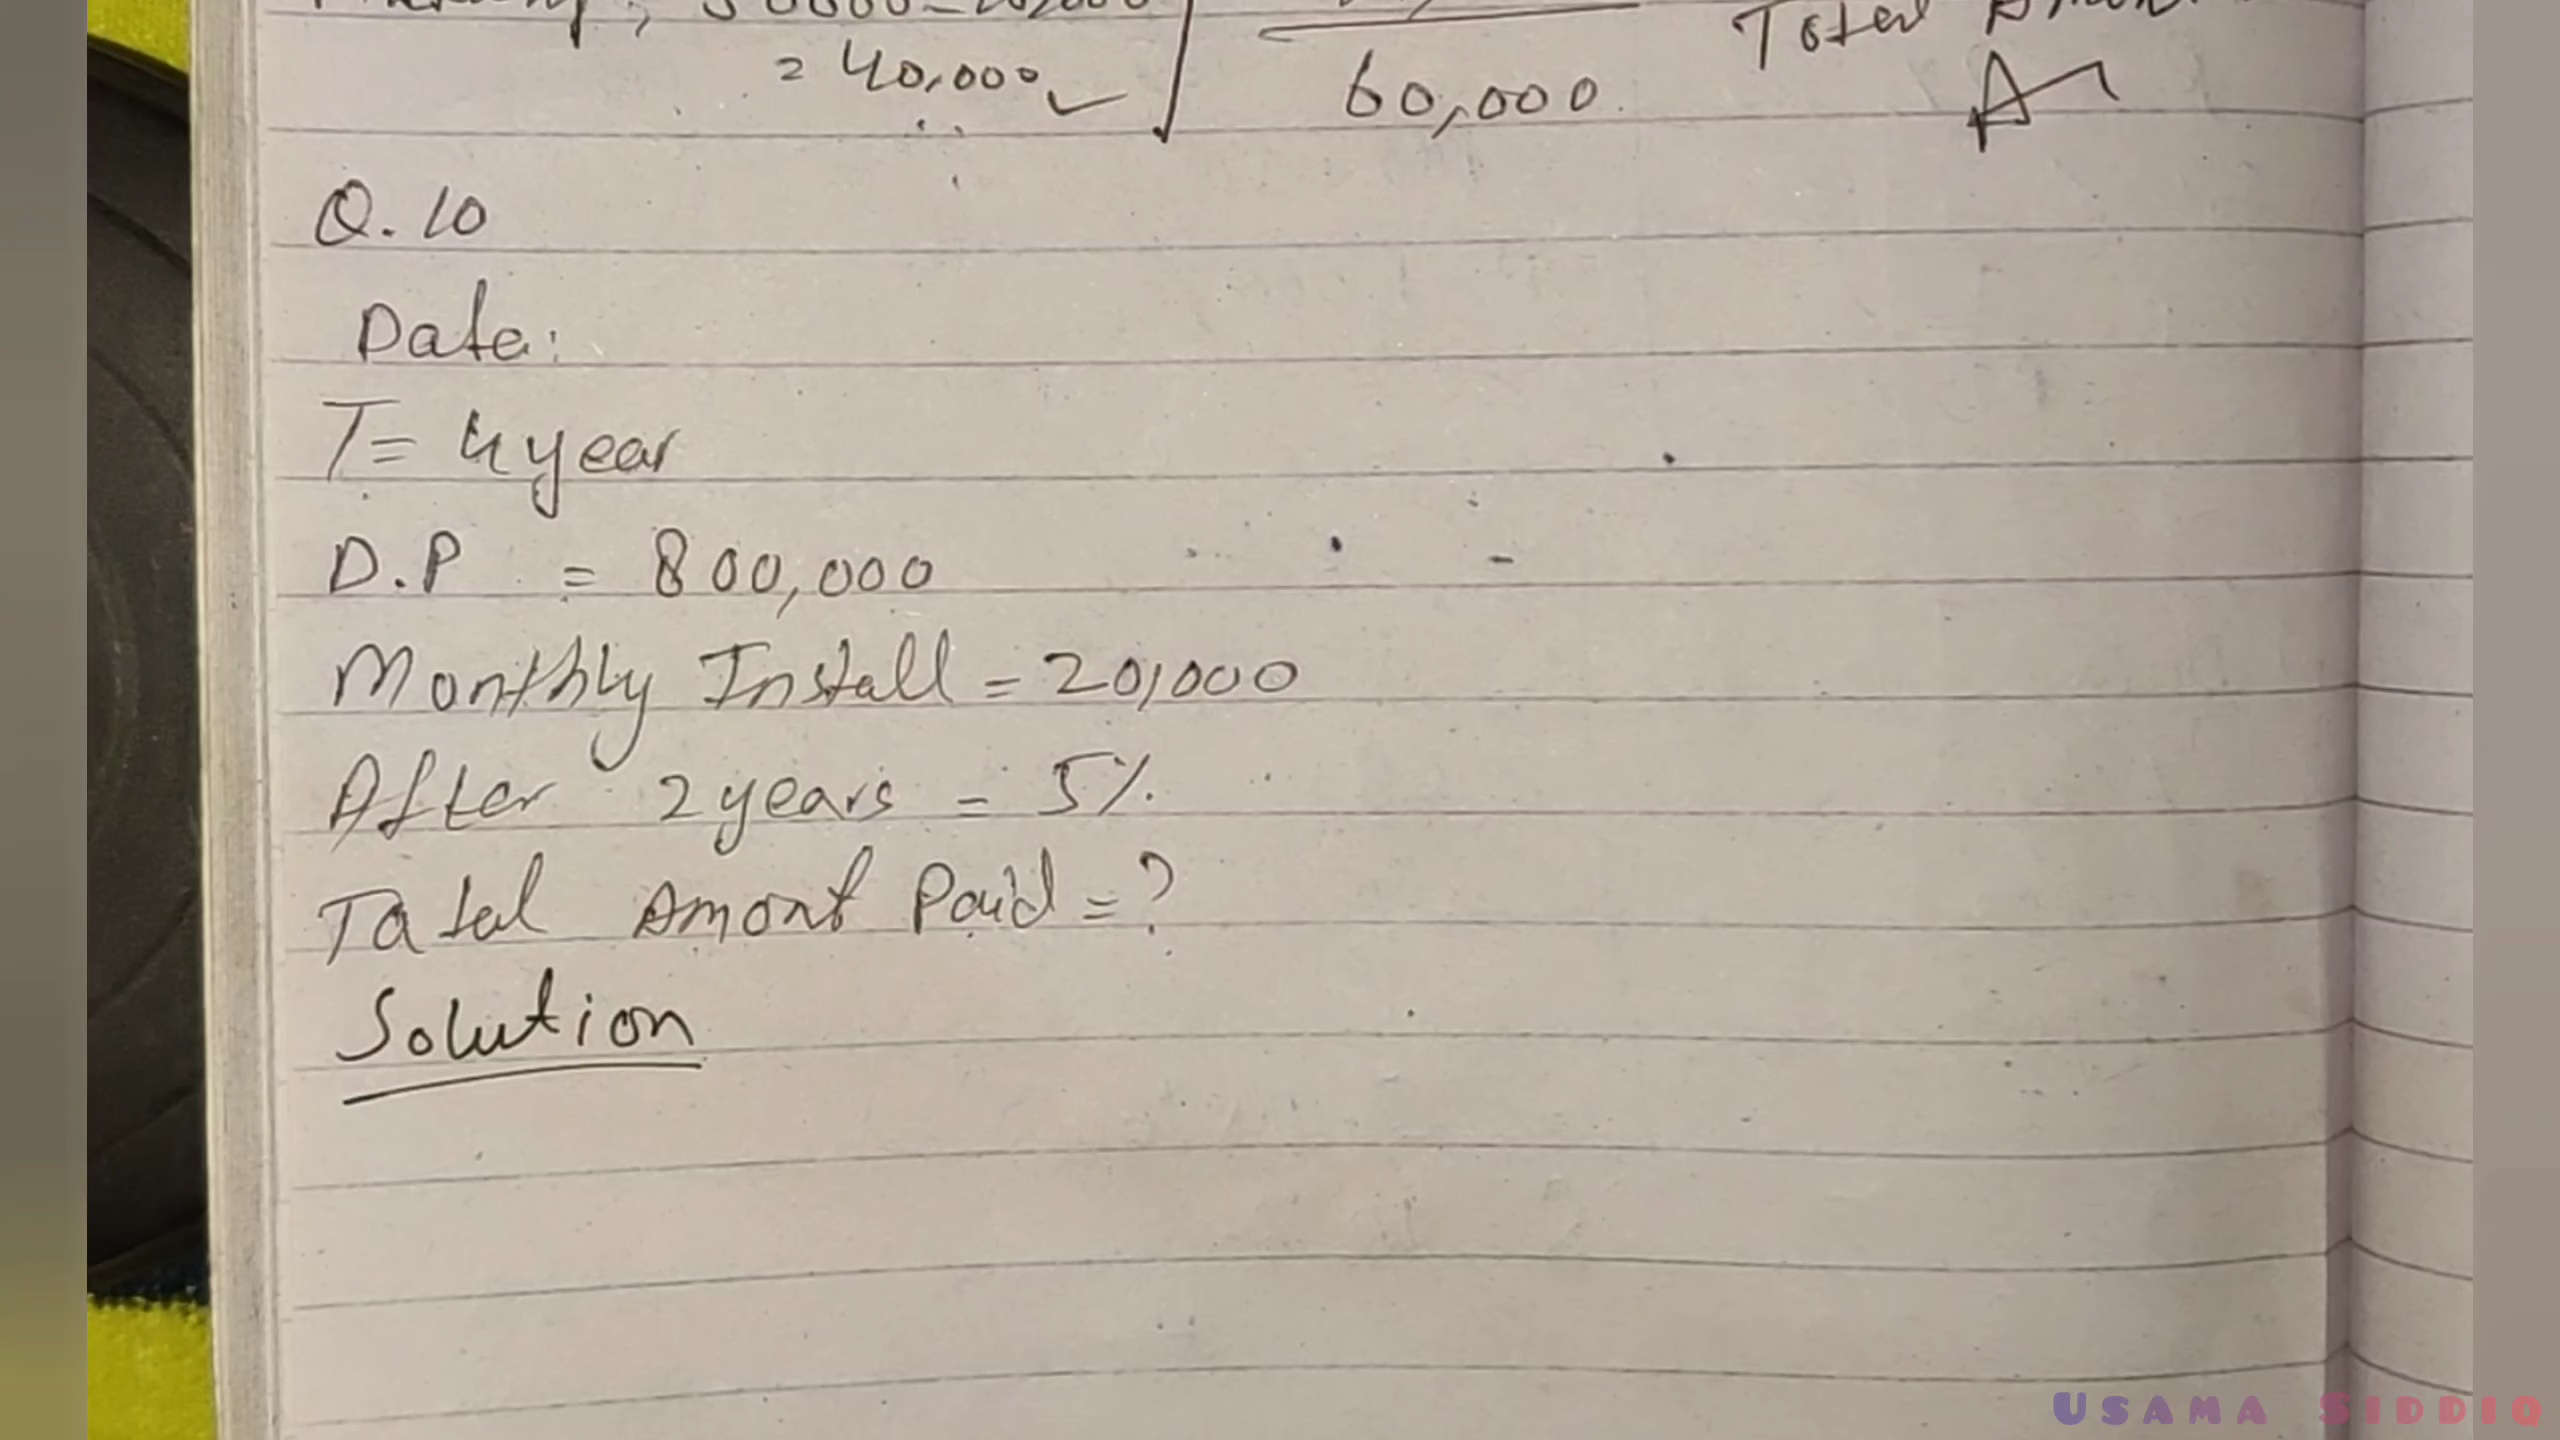 = 40,000
60,000
Total
Q.10
Date:
T= 4 year
D.P = 800,000
Monthly Install = 20,000
After 2 years = 5%
Tatal Amont Paid = ?
Solution
USAMA SIDDIQ